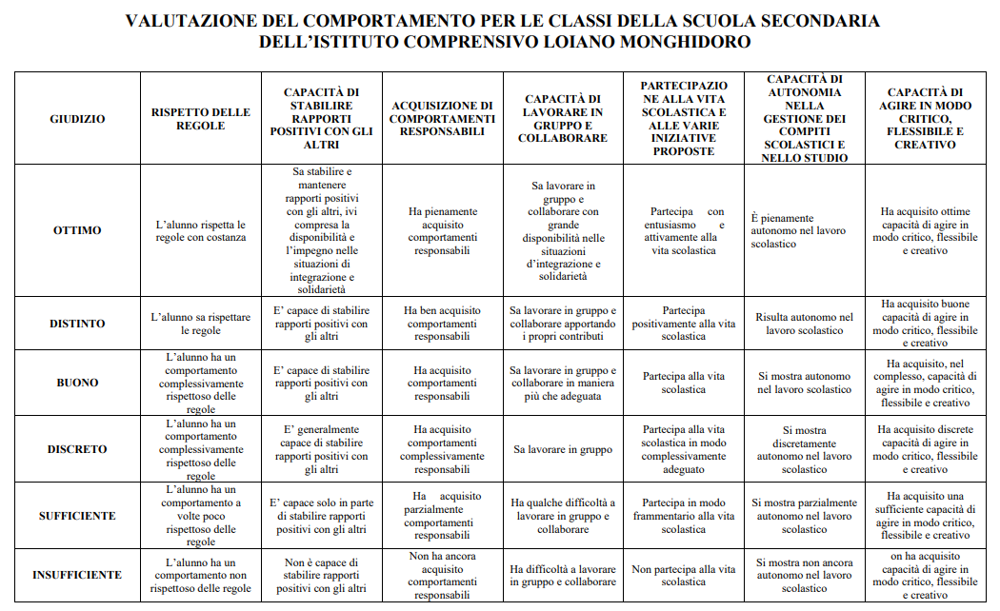 VALUTAZIONE DEL COMPORTAMENTO PER LE CLASSI DELLA SCUOLA SECONDARIA
DELL’ISTITUTO COMPRENSIVO LOIANO MONGHIDORO
GIUDIZIO
RISPETTO DELLE
REGOLE
CAPACITÀ DI
STABILIRE
RAPPORTI
POSITIVI CON GLI
ALTRI
ACQUISIZIONE DI
COMPORTAMENTI
RESPONSABILI
CAPACITÀ DI
LAVORARE IN
GRUPPO E
COLLABORARE
PARTECIPAZIO
NE ALLA VITA
SCOLASTICA E
ALLE VARIE
INIZIATIVE
PROPOSTE
CAPACITÀ DI
AUTONOMIA
NELLA
GESTIONE DEI
COMPITI
SCOLASTICI E
NELLO STUDIO
CAPACITÀ DI
AGIRE IN MODO
CRITICO,
FLESSIBILE E
CREATIVO
OTTIMO
L’alunno rispetta le
regole con costanza
Sa stabilire e
mantenere
rapporti positivi
con gli altri, ivi
compresa la
disponibilità e
l’impegno nelle
situazioni di
integrazione e
solidarietà
Ha pienamente
acquisito
comportamenti
responsabili
Sa lavorare in
gruppo e
collaborare con
grande
disponibilità nelle
situazioni
d’integrazione e
solidarietà
Partecipa con
entusiasmo e
attivamente alla
vita scolastica
È pienamente
autonomo nel lavoro
scolastico
Ha acquisito ottime
capacità di agire in
modo critico, flessibile
e creativo
DISTINTO
L’alunno sa rispettare
le regole
E’ capace di stabilire
rapporti positivi con
gli altri
Ha ben acquisito
comportamenti
responsabili
Sa lavorare in gruppo e
collaborare apportando
i propri contributi
Partecipa
positivamente alla vita
scolastica
Risulta autonomo nel
lavoro scolastico
Ha acquisito buone
capacità di agire in
modo critico, flessibile
e creativo
BUONO
L’alunno ha un
comportamento
complessivamente
rispettoso delle
regole
E’ capace di stabilire
rapporti positivi con
gli altri
Ha acquisito
comportamenti
responsabili
Sa lavorare in gruppo e
collaborare in maniera
più che adeguata
Partecipa alla vita
scolastica
Si mostra autonomo
nel lavoro scolastico
Ha acquisito, nel
complesso, capacità di
agire in modo critico,
flessibile e creativo
DISCRETO
L’alunno ha un
comportamento
complessivamente
rispettoso delle
regole
E’ generalmente
capace di stabilire
rapporti positivi con
gli altri
Ha acquisito
comportamenti
complessivamente
responsabili
Sa lavorare in gruppo
Partecipa alla vita
scolastica in modo
complessivamente
adeguato
Si mostra
discretamente
autonomo nel lavoro
scolastico
Ha acquisito discrete
capacità di agire in
modo critico, flessibile
e creativo
SUFFICIENTE
L’alunno ha un
comportamento a
volte poco
rispettoso delle
regole
E’ capace solo in parte
di stabilire rapporti
positivi con gli altri
Ha acquisito
parzialmente
comportamenti
responsabili
Ha qualche difficoltà a
lavorare in gruppo e
collaborare
Partecipa in modo
frammentario alla vita
scolastica
Si mostra parzialmente
autonomo nel lavoro
scolastico
Ha acquisito una
sufficiente capacità di
agire in modo critico,
flessibile e creativo
INSUFFICIENTE
L’alunno ha un
comportamento non
rispettoso delle regole
Non è capace di
stabilire rapporti
positivi con gli altri
Non ha ancora
acquisito
comportamenti
responsabili
Ha difficoltà a lavorare
in gruppo e collaborare
Non partecipa alla vita
scolastica
Si mostra non ancora
autonomo nel lavoro
scolastico
on ha acquisito
capacità di agire in
modo critico, flessibile
e creativo